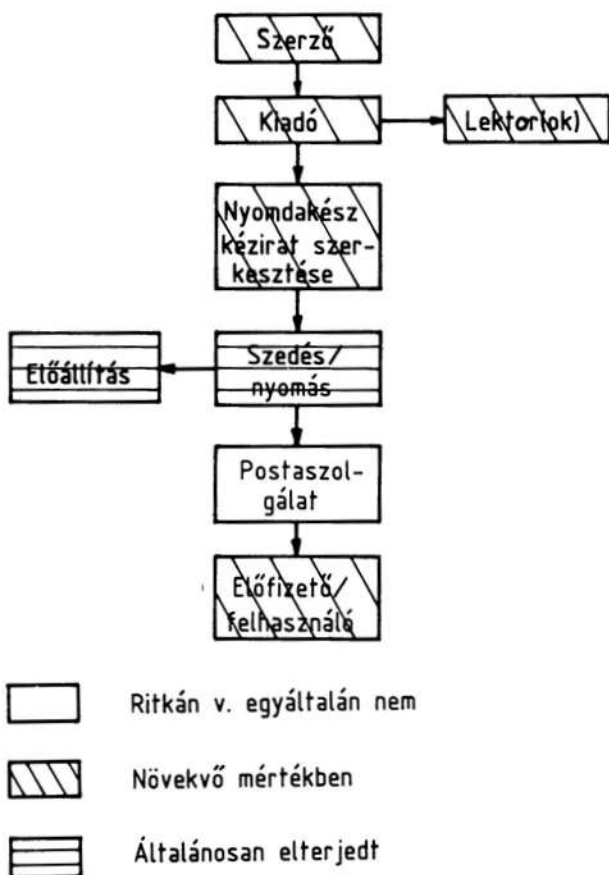 Szerző
Kiadó
Lektor(ok)
Nyomdakész
kézirat szer-
kesztése
Szedés/
nyomás
Előállítás
Postaszol-
gálat
Előfizető/
felhasználó
Ritkán v. egyáltalán nem
Növekvő mértékben
Általánosan elterjedt